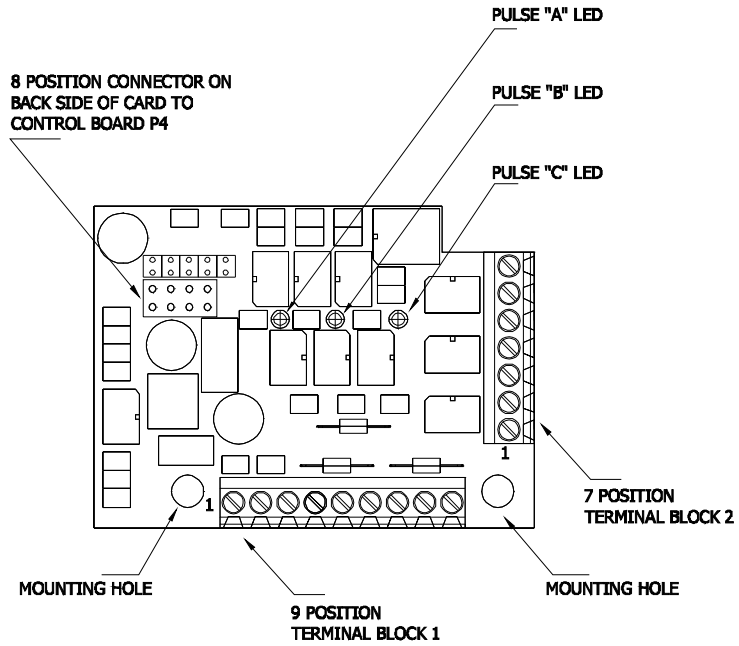 PULSE "A" LED
8 POSITION CONNECTOR ON
BACK SIDE OF CARD TO
CONTROL BOARD P4
PULSE "B" LED
PULSE "C" LED
1
1
7 POSITION
TERMINAL BLOCK 2
MOUNTING HOLE
MOUNTING HOLE
9 POSITION
TERMINAL BLOCK 1